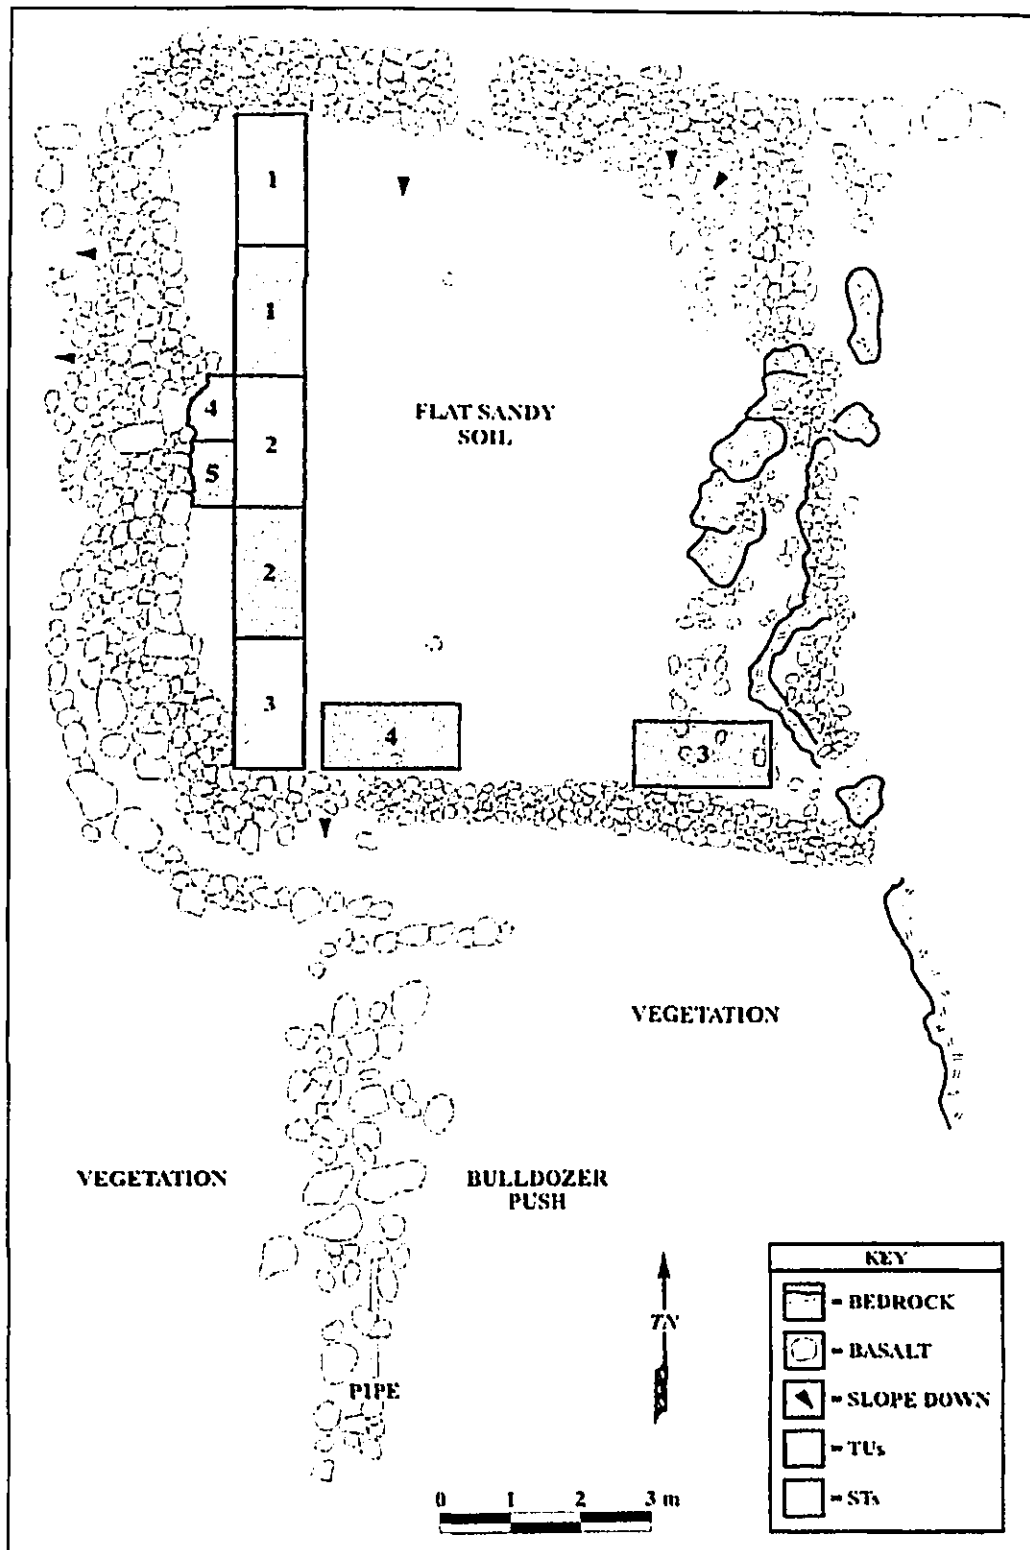 1
1
4
FLAT SANDY
SOIL
2
5
2
3
4
3
VEGETATION
VEGETATION
BULLDOZER
PUSH
PIPE
TN
0 1 2 3 m
KEY
= BEDROCK
= BASALT
= SLOPE DOWN
= TUs
= STs